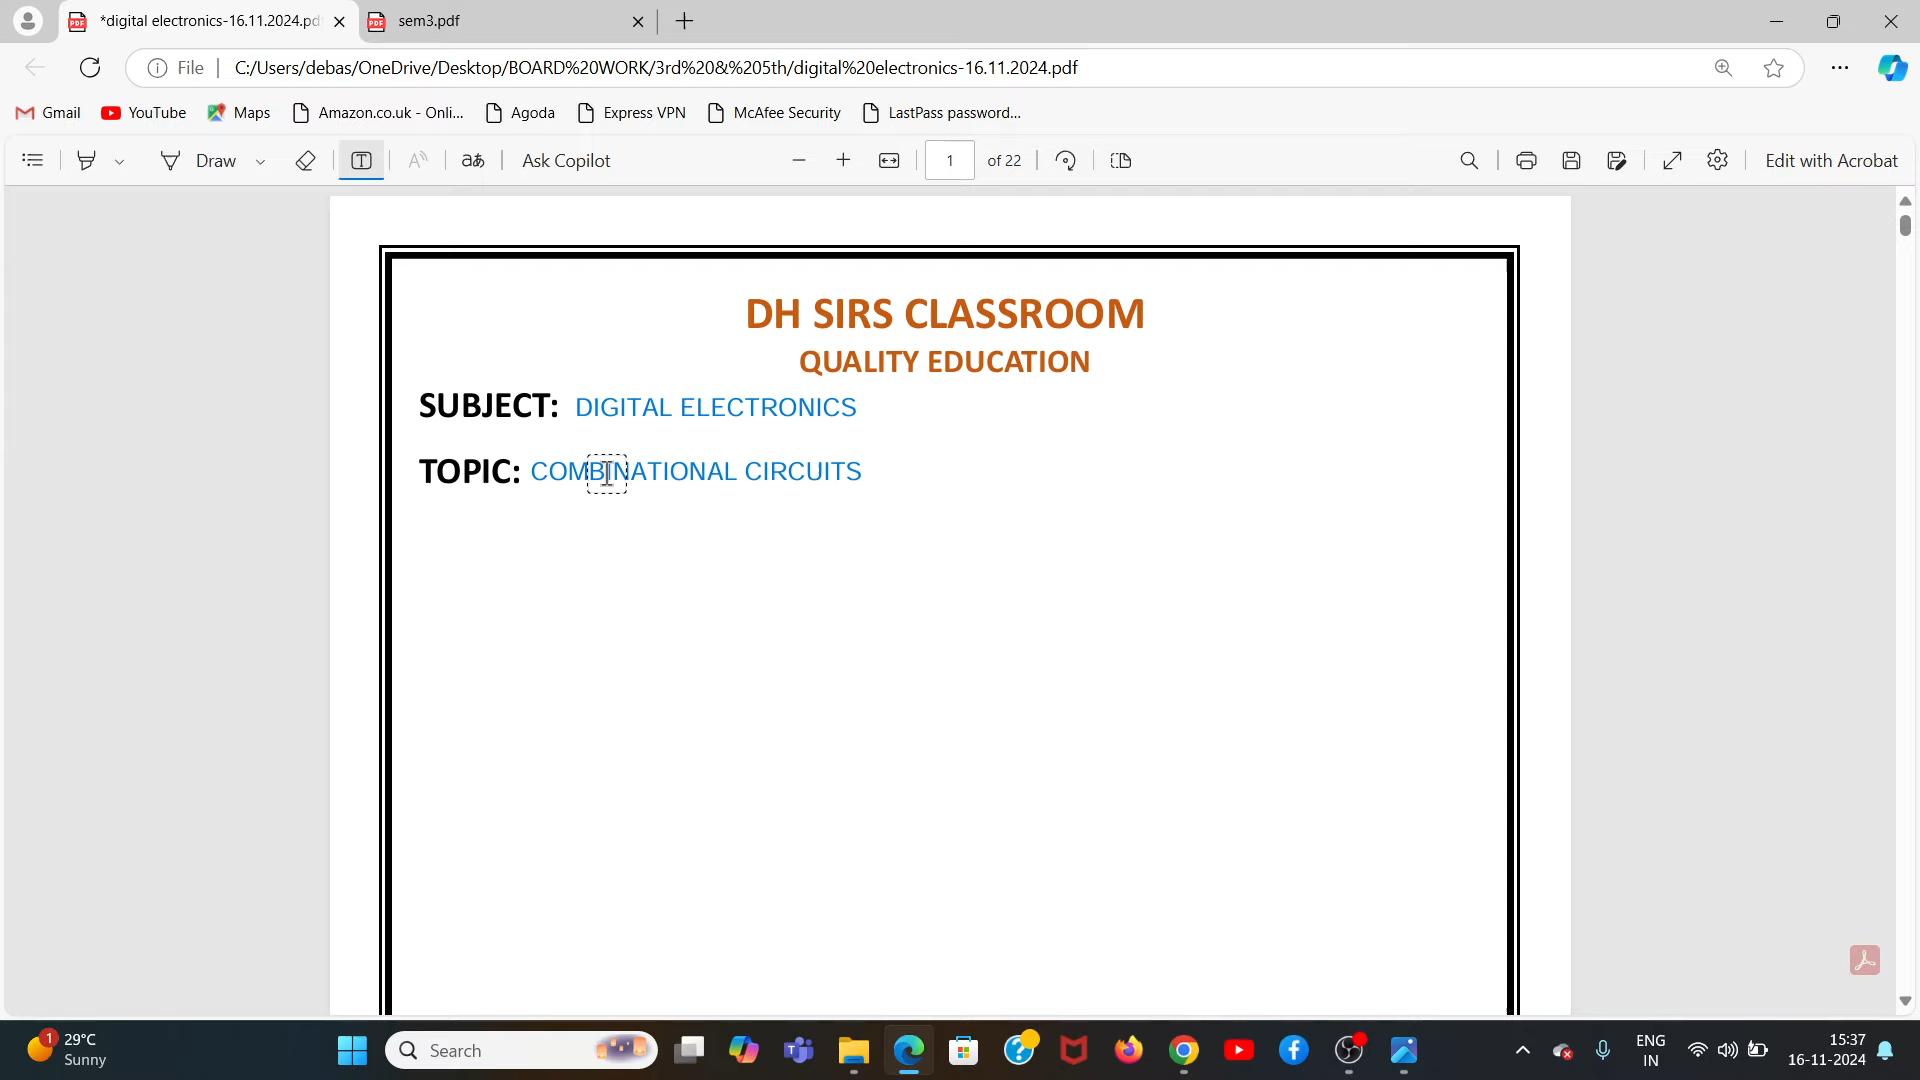 *digital electronics-16.11.2024.pd
sem3.pdf
File
C:/Users/debas/OneDrive/Desktop/BOARD%20WORK/3rd%20&%205th/digital%20electronics-16.11.2024.pdf
Gmail
YouTube
Maps
Amazon.co.uk - Onli...
Agoda
Express VPN
McAfee Security
LastPass password...
Draw
Ask Copilot
1 of 22
Edit with Acrobat
DH SIRS CLASSROOM
QUALITY EDUCATION
SUBJECT: DIGITAL ELECTRONICS
TOPIC: COMBINATIONAL CIRCUITS
1
29°C
Sunny
Search
ENG
IN
15:37
16-11-2024